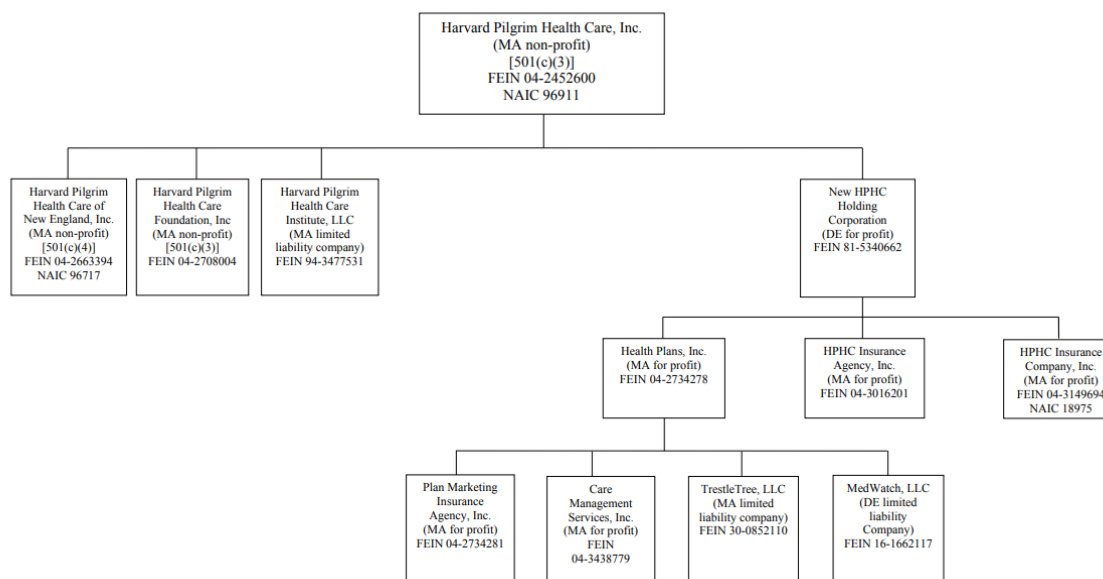 Harvard Pilgrim Health Care, Inc.
(MA non-profit)
[501(c)(3)]
FEIN 04-2452600
NAIC 96911
Harvard Pilgrim
Health Care of
New England, Inc.
(MA non-profit)
[501(c)(4)]
FEIN 04-2663394
NAIC 96717
Harvard Pilgrim
Health Care
Foundation, Inc
(MA non-profit)
[501(c)(3)]
FEIN 04-2708004
Harvard Pilgrim
Health Care
Institute, LLC
(MA limited
liability company)
FEIN 94-3477531
New HPHC
Holding
Corporation
(DE for profit)
FEIN 81-5340662
Health Plans, Inc.
(MA for profit)
FEIN 04-2734278
HPHC Insurance
Agency, Inc.
(MA for profit)
FEIN 04-3016201
HPHC Insurance
Company, Inc.
(MA for profit)
FEIN 04-3149694
NAIC 18975
Plan Marketing
Insurance
Agency, Inc.
(MA for profit)
FEIN 04-2734281
Care
Management
Services, Inc.
(MA for profit)
FEIN
04-3438779
TrestleTree, LLC
(MA limited
liability company)
FEIN 30-0852110
MedWatch, LLC
(DE limited
liability
Company)
FEIN 16-1662117